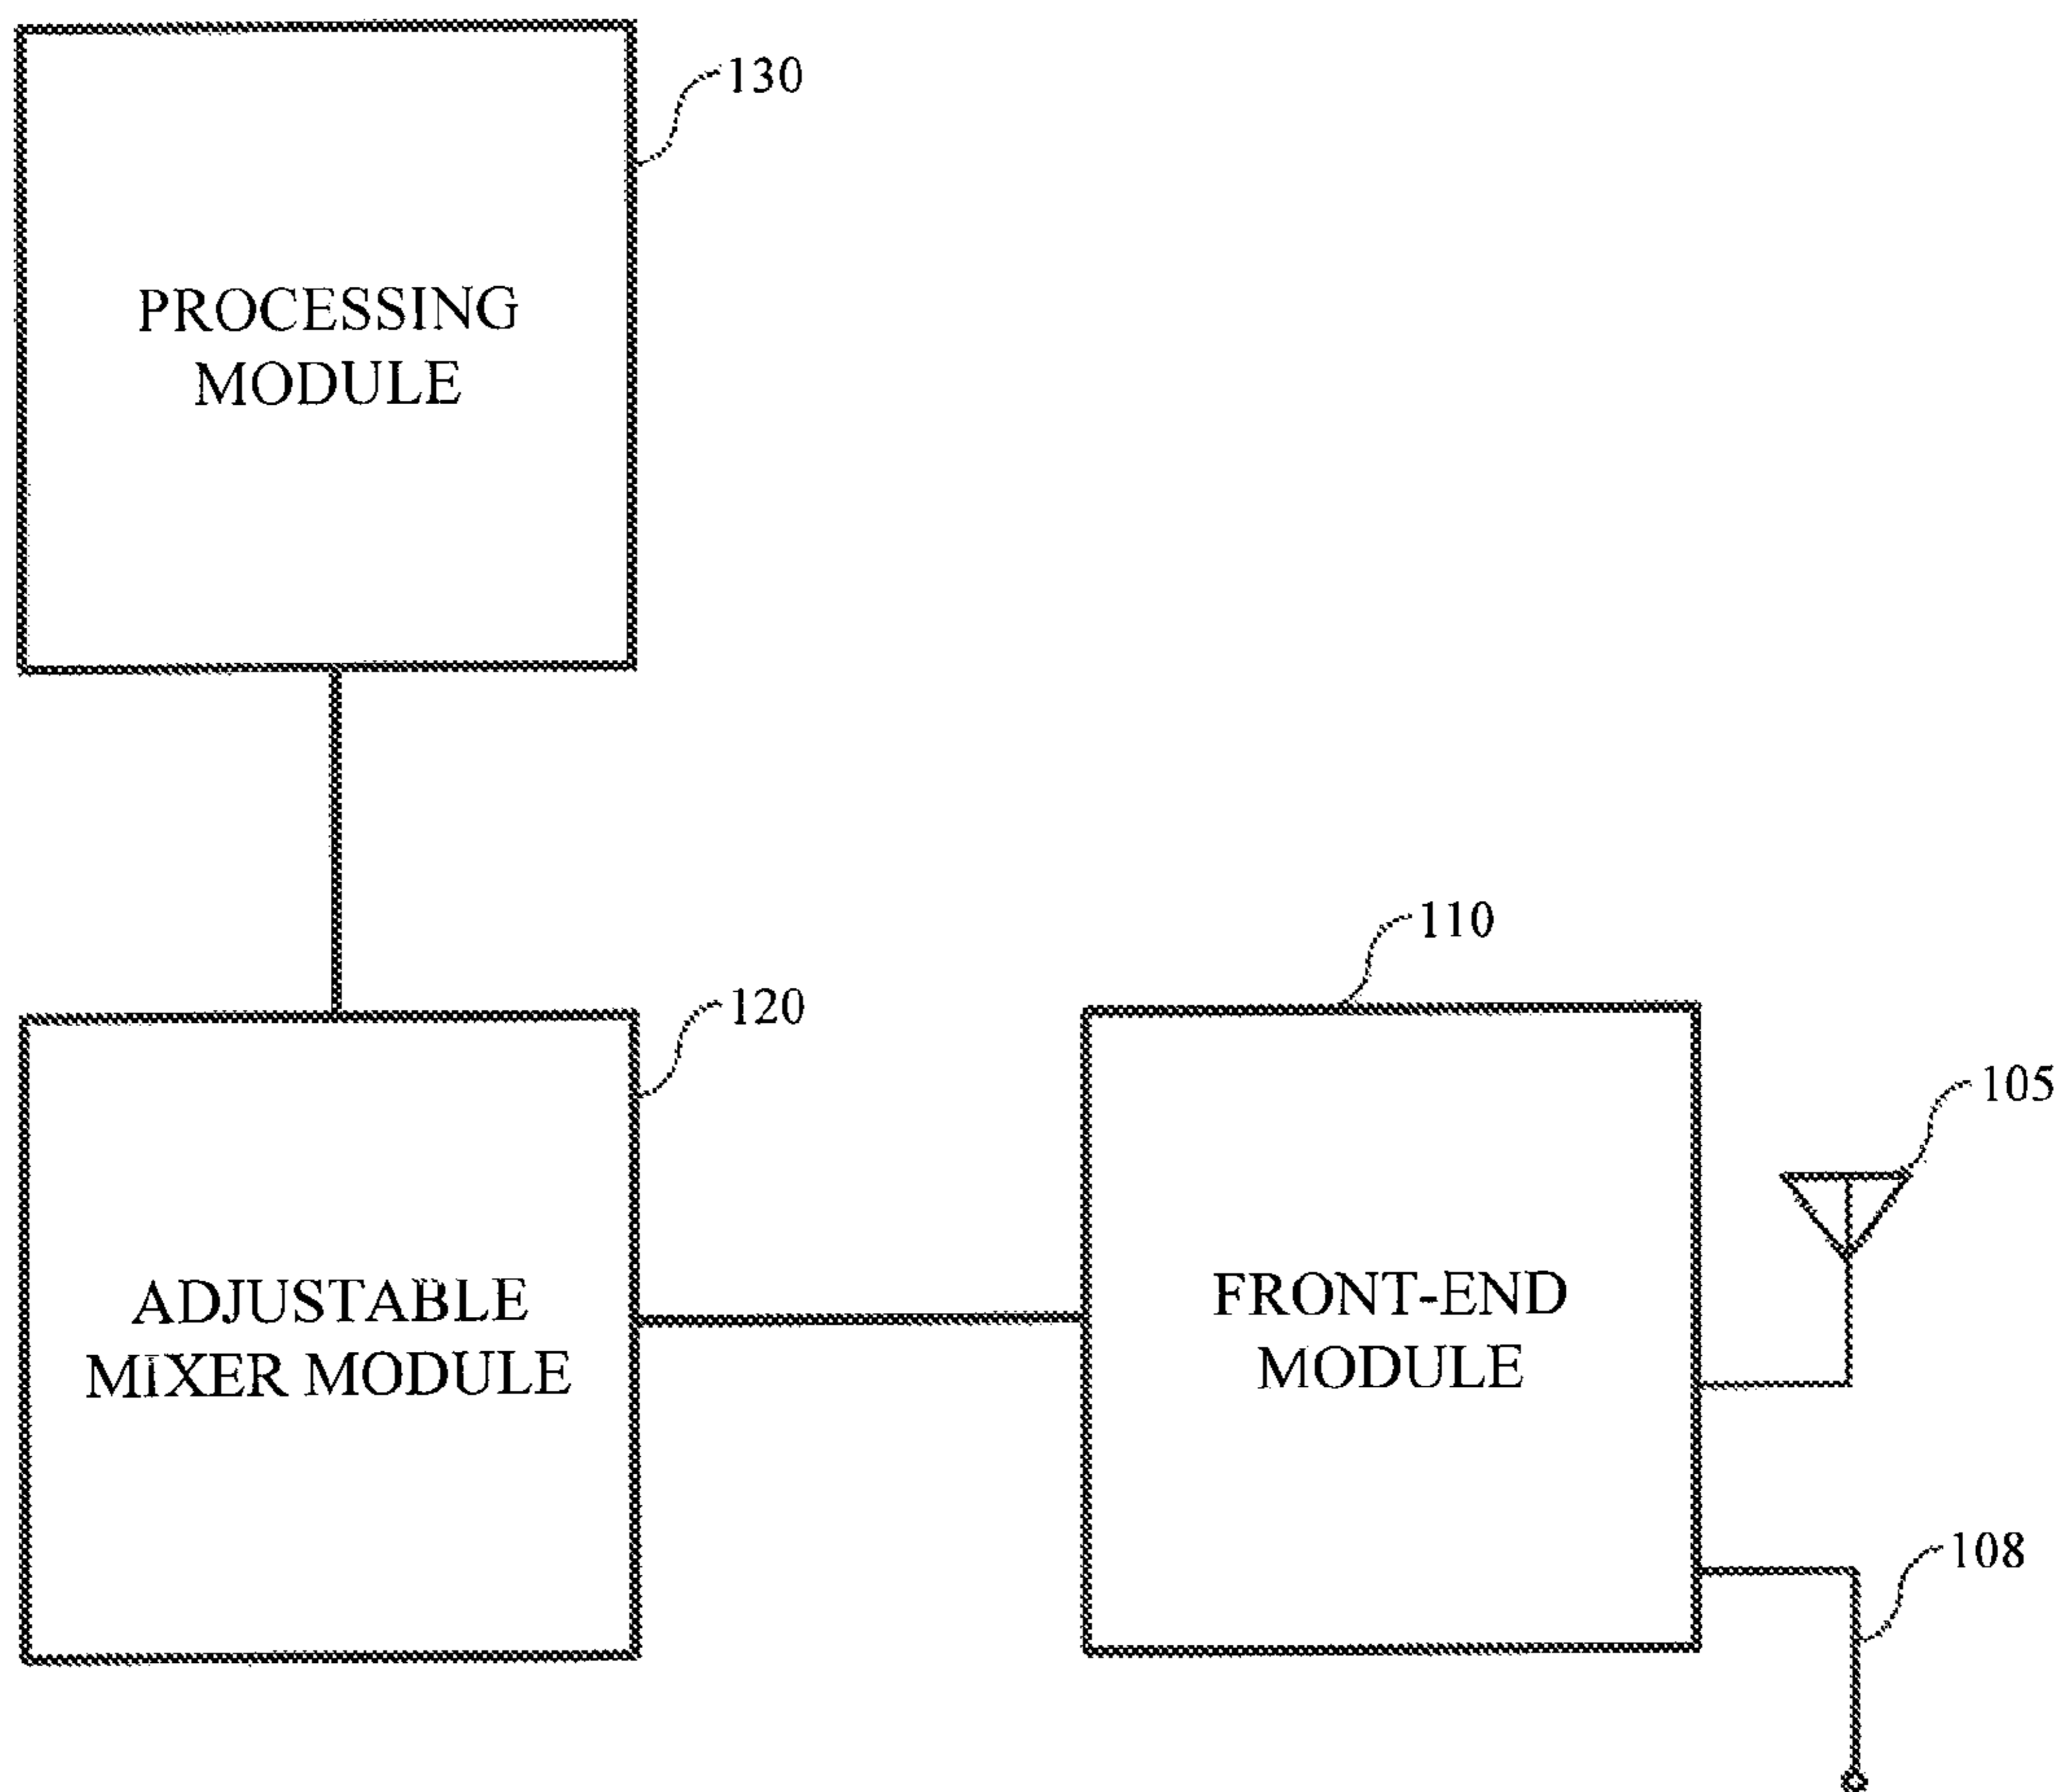 130
PROCESSING
MODULE
110
120
105
ADJUSTABLE
MIXER MODULE
FRONT-END
MODULE
108